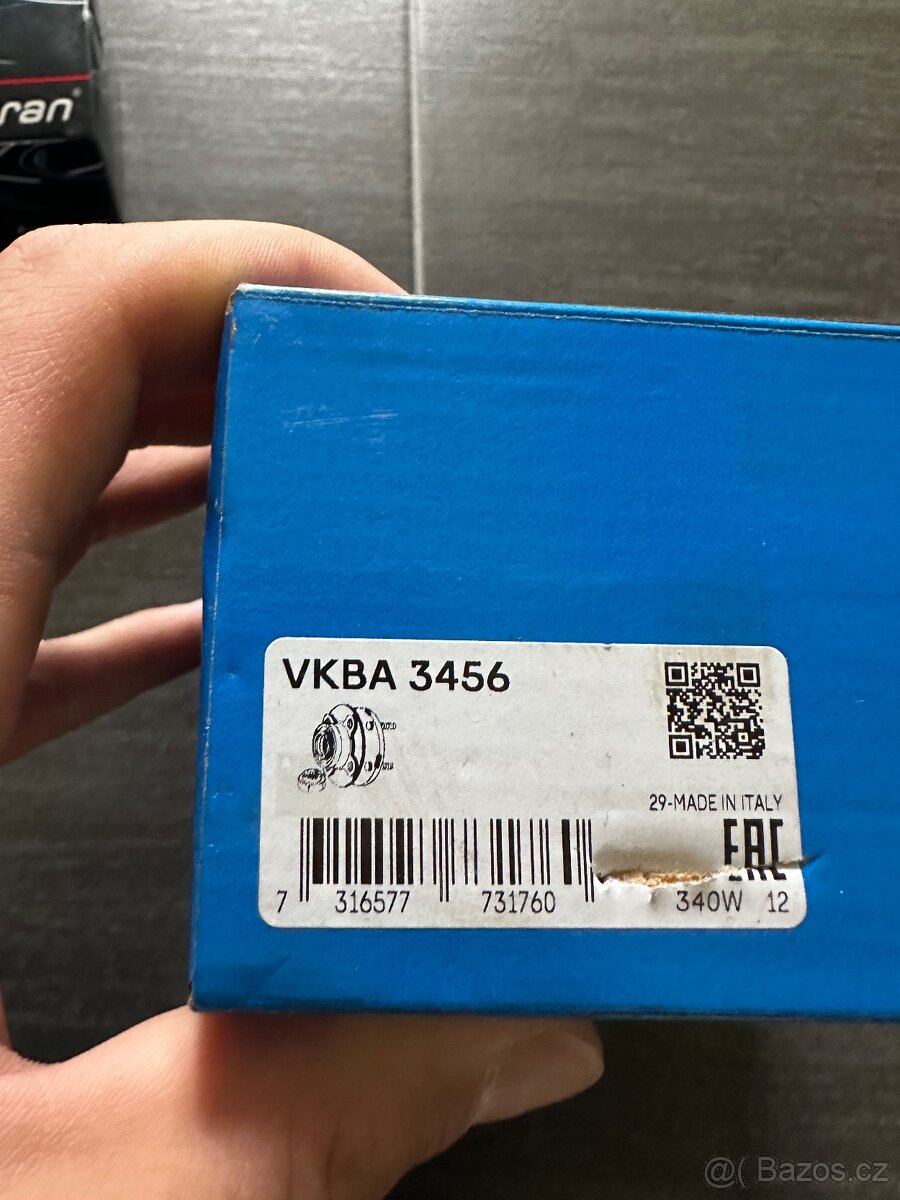 ran®
VKBA 3456
29-MADE IN ITALY
EAC
7 316577 731760
340W 12
@( Bazos.cz